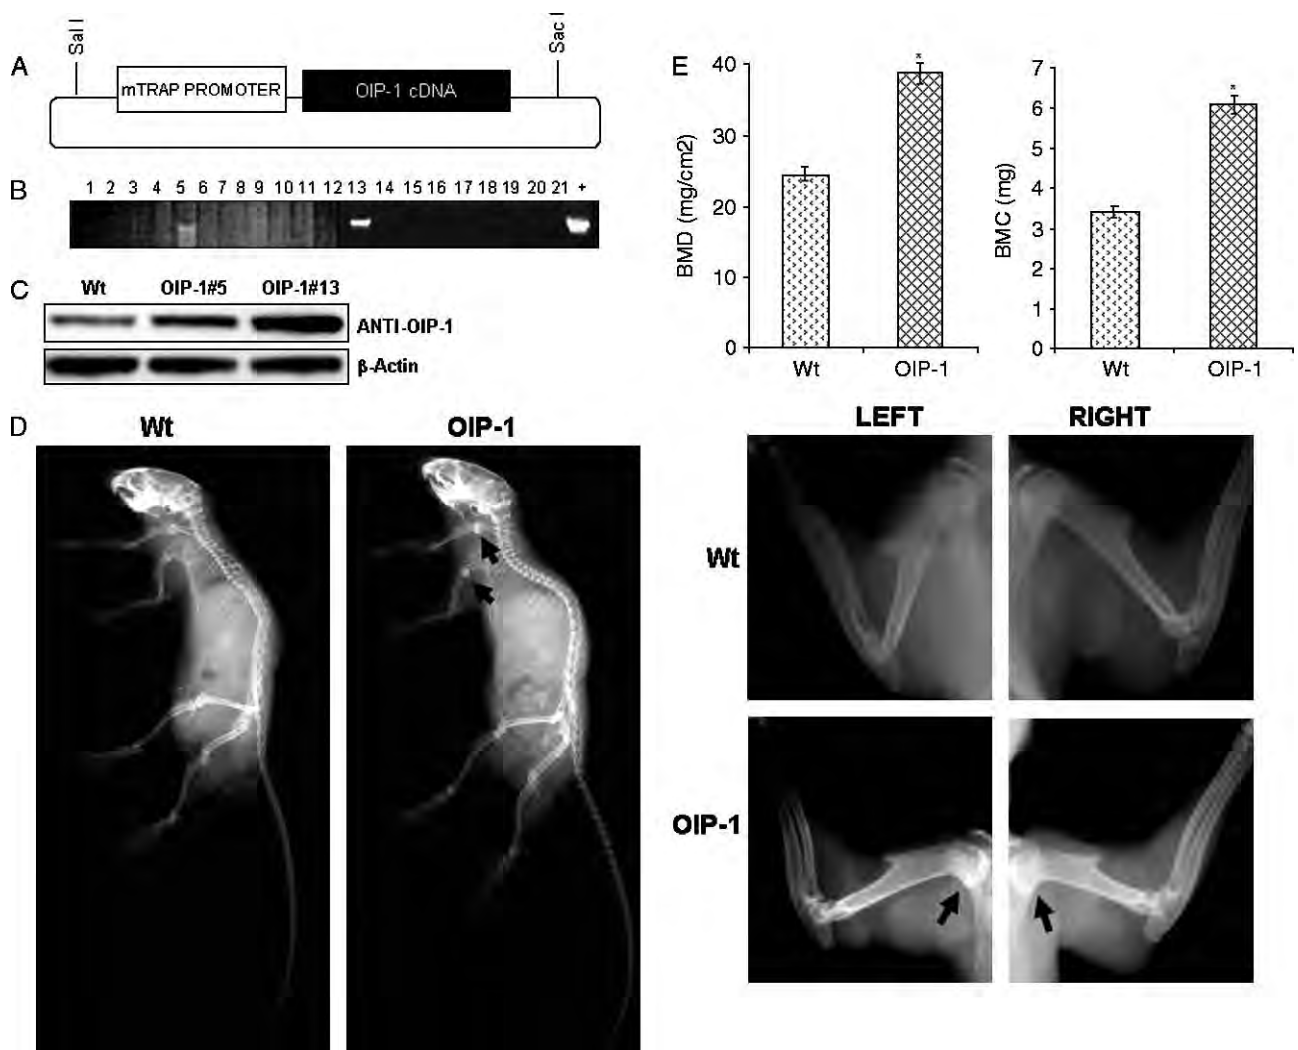 A
Sal I
Sac I
mTRAP PROMOTER
OIP-1 cDNA
B
1 2 3 4 5 6 7 8 9 10 11 12 13 14 15 16 17 18 19 20 21 +
C
Wt OIP-1#5 OIP-1#13
ANTI-OIP-1
β-Actin
D
Wt
OIP-1
E
BMD (mg/cm2)
40
30
20
10
0
*
Wt
OIP-1
BMC (mg)
7
6
5
4
3
2
1
0
*
Wt
OIP-1
LEFT
RIGHT
Wt
OIP-1